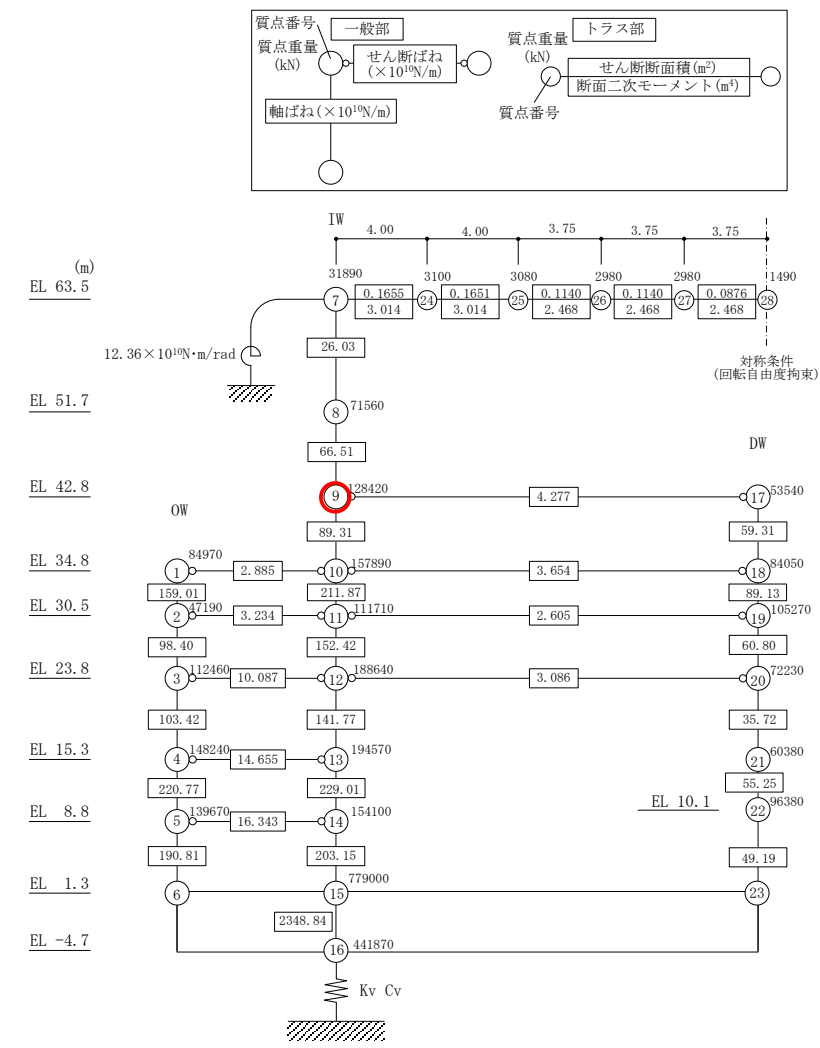 質点番号
一般部
質点重量
(kN)
せん断ばね
(×10¹⁰N/m)
軸ばね(×10¹⁰N/m)
トラス部
質点重量
(kN)
せん断断面積(m²)
断面二次モーメント(m⁴)
質点番号
IW
4.00 4.00 3.75 3.75 3.75
(m)
31890 3100 3080 2980 2980 1490
EL 63.5
7 0.1655 24 0.1651 25 0.1140 26 0.1140 27 0.0876 28
3.014 3.014 2.468 2.468 2.468
26.03
12.36×10¹⁰N・m/rad
対称条件
(回転自由度拘束)
EL 51.7
8 71560
66.51
DW
EL 42.8
9 128420 4.277 17 53540
OW
89.31 59.31
EL 34.8
1 84970 2.885 10 157890 3.654 18 84050
159.01 211.87 89.13
EL 30.5
2 47190 3.234 11 111710 2.605 19 105270
98.40 152.42 60.80
EL 23.8
3 112460 10.087 12 188640 3.086 20 72230
103.42 141.77 35.72
EL 15.3
4 148240 14.655 13 194570 21 60380
220.77 229.01 55.25
EL 10.1
22 96380
EL 8.8
5 139670 16.343 14 154100
190.81 203.15 49.19
EL 1.3
6 15 779000 23
2348.84
EL -4.7
16 441870
Kv Cv